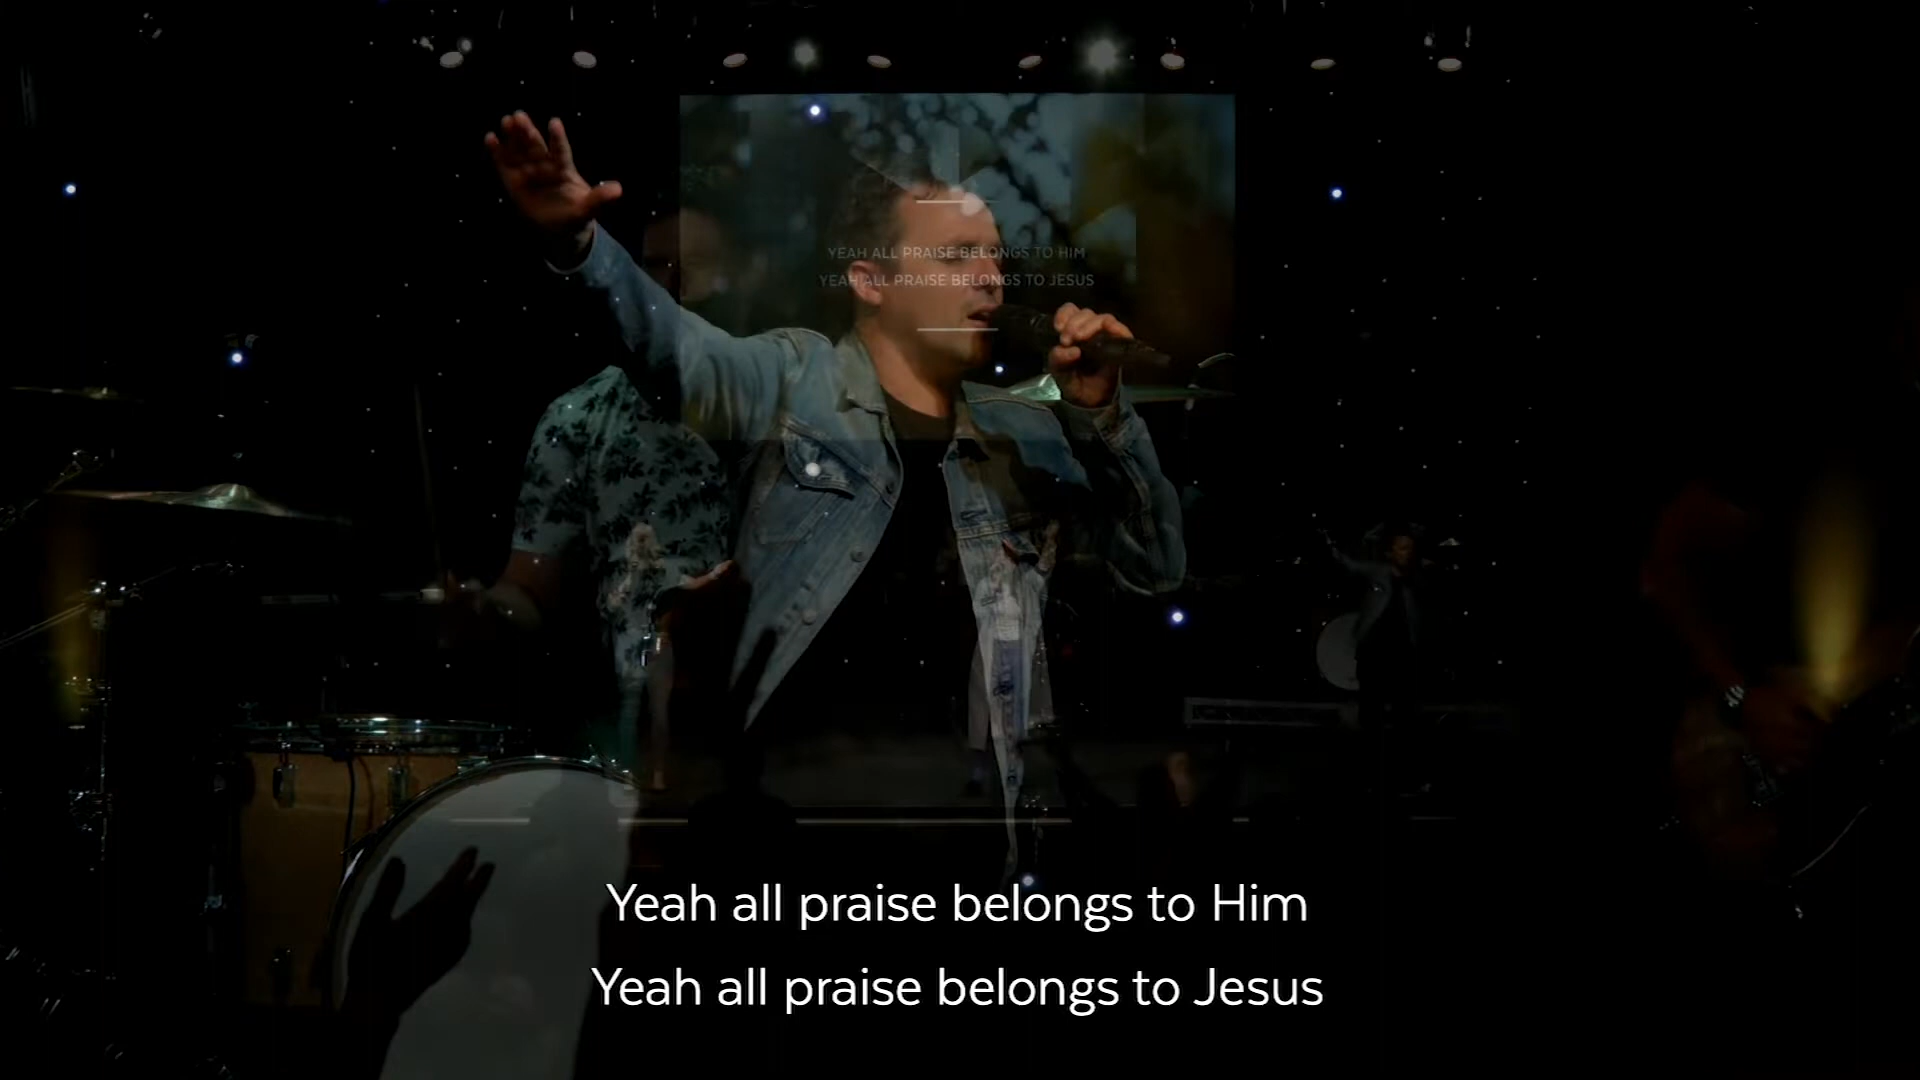 YEAH ALL PRAISE BELONGS TO HIM
YEAH ALL PRAISE BELONGS TO JESUS
Yeah all praise belongs to Him
Yeah all praise belongs to Jesus